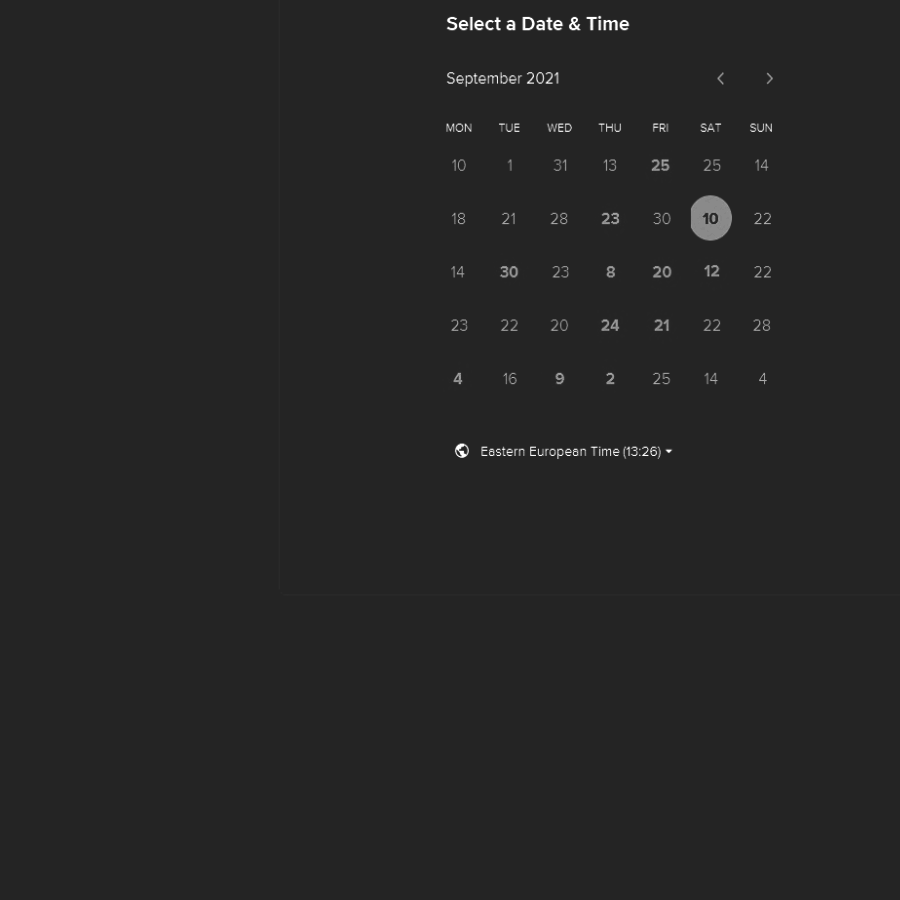 Select a Date & Time
September 2021
MON TUE WED THU FRI SAT SUN
10 1 31 13 25 25 14
18 21 28 23 30 10 22
14 30 23 8 20 12 22
23 22 20 24 21 22 28
4 16 9 2 25 14 4
Eastern European Time (13:26)